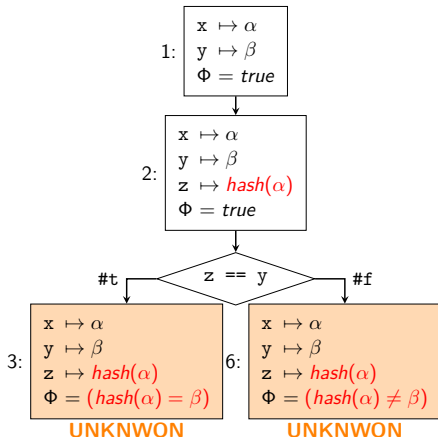 x ↦ α
y ↦ β
1:
Φ = true
x ↦ α
y ↦ β
2:
z ↦ hash(α)
Φ = true
z == y
#t
#f
x ↦ α
y ↦ β
3:
z ↦ hash(α)
Φ = (hash(α) = β)
UNKNWON
x ↦ α
y ↦ β
6:
z ↦ hash(α)
Φ = (hash(α) ≠ β)
UNKNWON